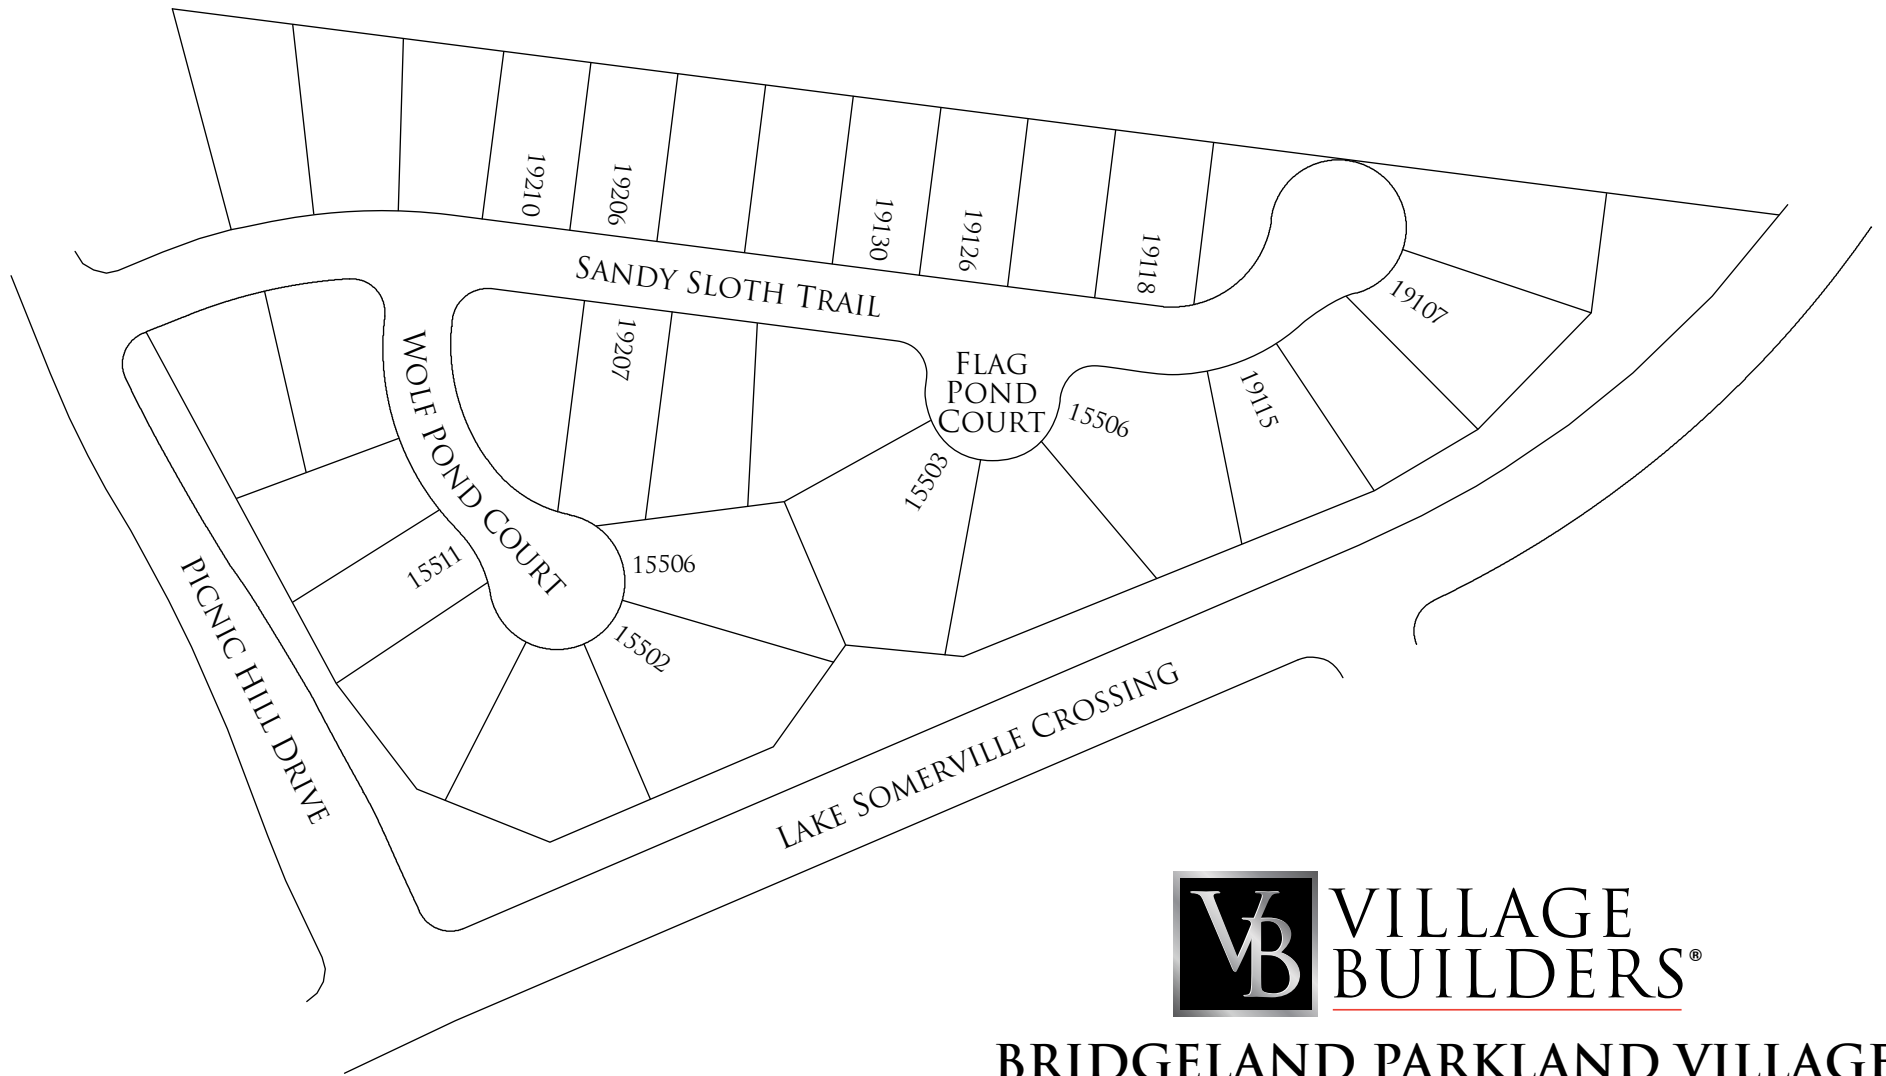 19210
19206
19130
19126
19118
SANDY SLOTH TRAIL
19107
19207
WOLF POND COURT
FLAG
POND
COURT
15506
19115
15503
15511
15506
15502
PICNIC HILL DRIVE
LAKE SOMERVILLE CROSSING
VB
VILLAGE
BUILDERS®
BRIDGELAND PARKLAND VILLAGE